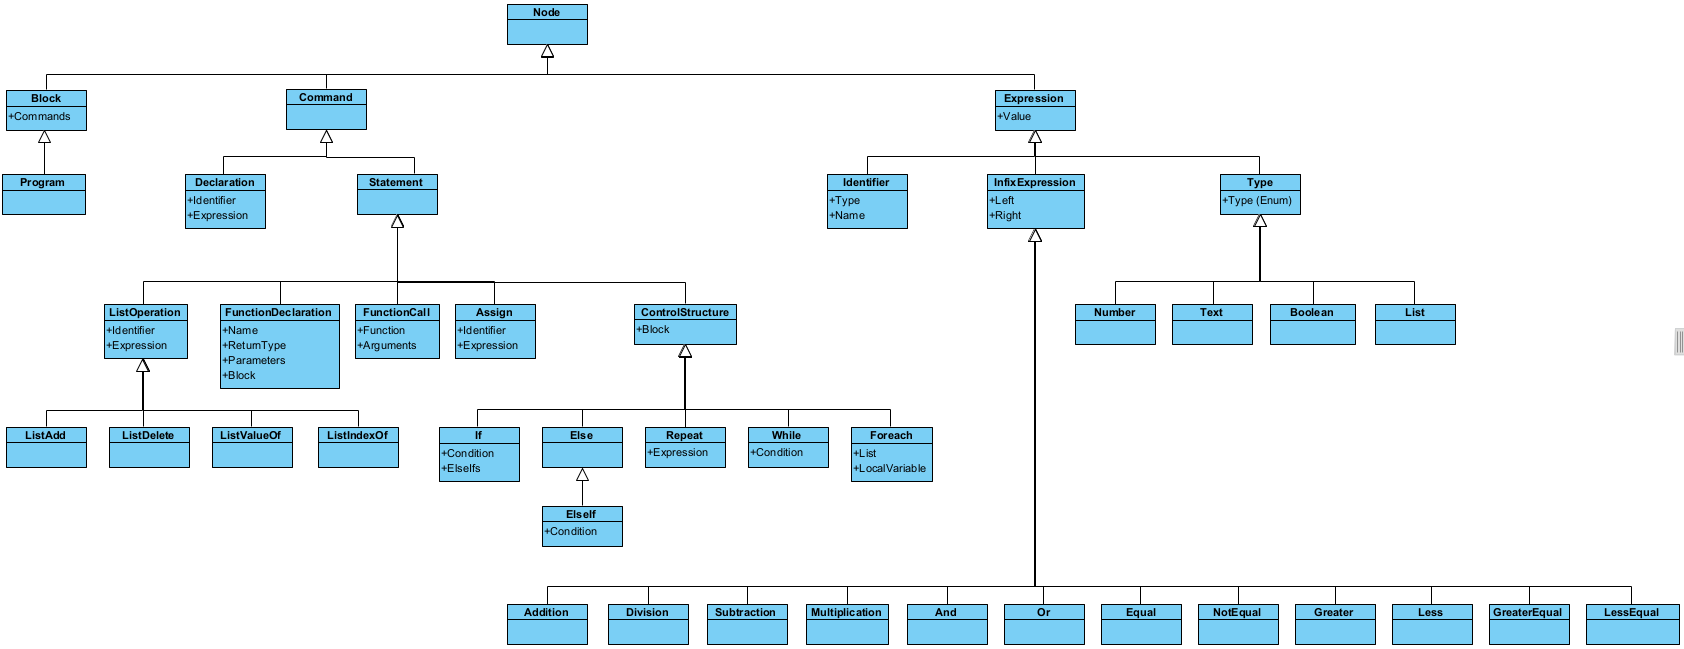 Node
Block
+Commands
Command
Expression
+Value
Program
Declaration
+Identifier
+Expression
Statement
Identifier
+Type
+Name
InfixExpression
+Left
+Right
Type
+Type (Enum)
ListOperation
+Identifier
+Expression
FunctionDeclaration
+Name
+ReturnType
+Parameters
+Block
FunctionCall
+Function
+Arguments
Assign
+Identifier
+Expression
ControlStructure
+Block
Number
Text
Boolean
List
ListAdd
ListDelete
ListValueOf
ListIndexOf
If
+Condition
+ElseIfs
Else
Repeat
+Expression
While
+Condition
Foreach
+List
+LocalVariable
ElseIf
+Condition
Addition
Division
Subtraction
Multiplication
And
Or
Equal
NotEqual
Greater
Less
GreaterEqual
LessEqual